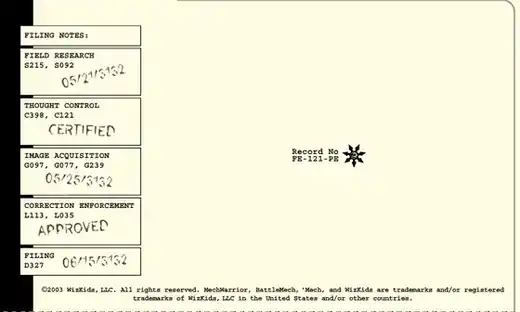 FILING NOTES:
FIELD RESEARCH
S215, S092
05/21/3132
THOUGHT CONTROL
C398, C121
CERTIFIED
IMAGE ACQUISITION
G097, G077, G239
05/25/3132
CORRECTION ENFORCEMENT
L113, L035
APPROVED
FILING
D327
06/15/3132
Record No
FE-121-PE
©2003 WizKids, LLC. All rights reserved. MechWarrior, BattleMech, 'Mech, and WizKids are trademarks and/or registered
trademarks of WizKids, LLC in the United States and/or other countries.